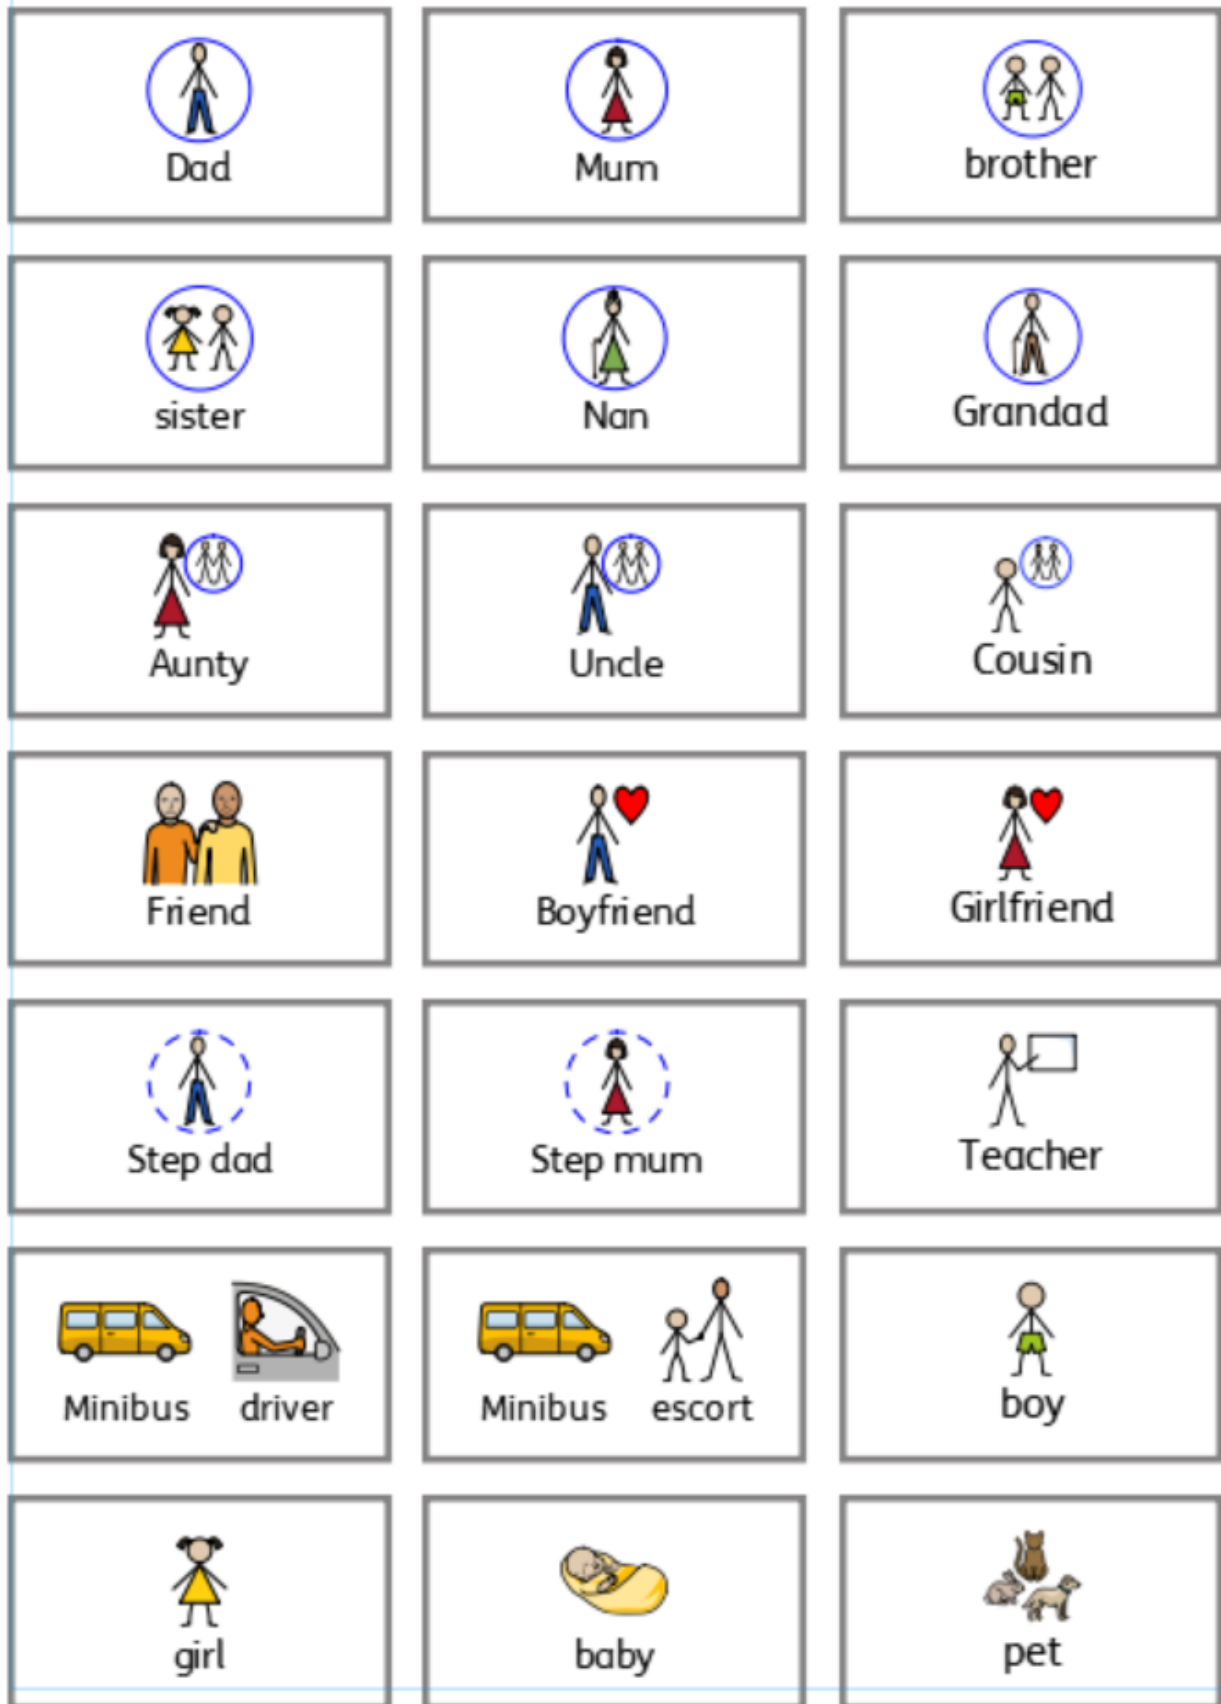 Dad
Mum
brother
sister
Nan
Grandad
Aunty
Uncle
Cousin
Friend
Boyfriend
Girlfriend
Step dad
Step mum
Teacher
Minibus driver
Minibus escort
boy
girl
baby
pet